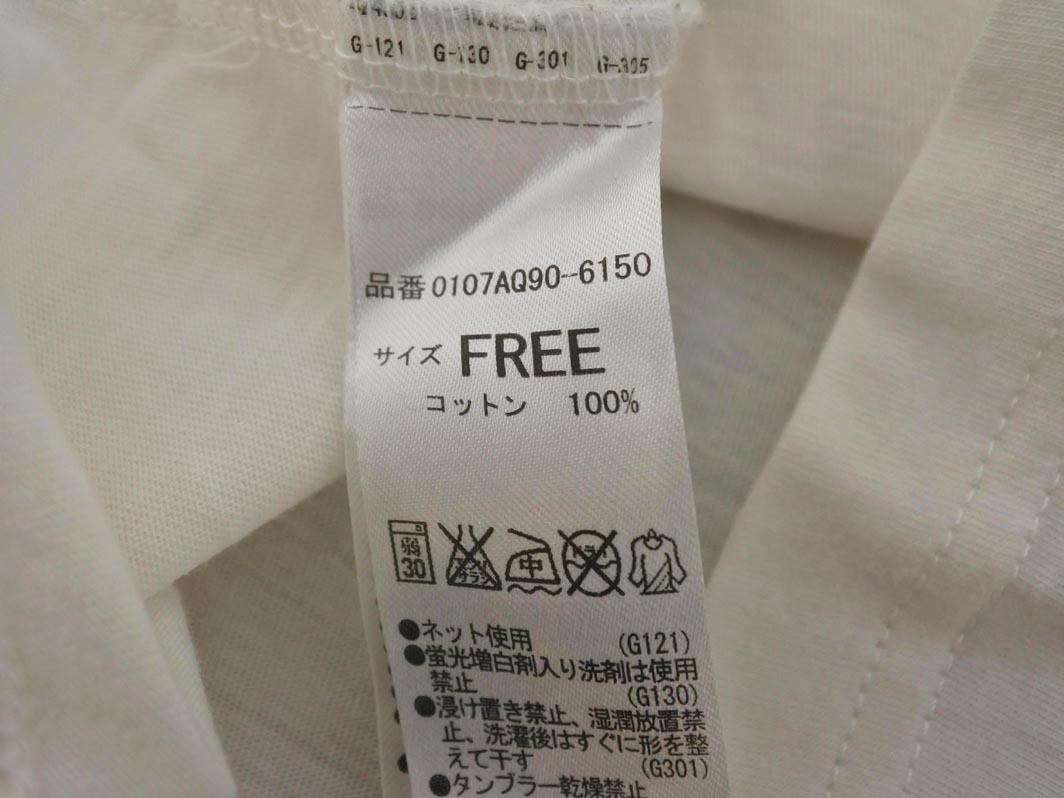 G-121 G-130 G-301 G-305
品番 0107AQ90-6150
サイズ FREE
コットン 100%
弱
30
中
●ネット使用 (G121)
●蛍光増白剤入り洗剤は使用
禁止 (G130)
●浸け置き禁止、湿潤放置禁
止、洗濯後はすぐに形を整
えて干す (G301)
●タンブラー乾燥禁止